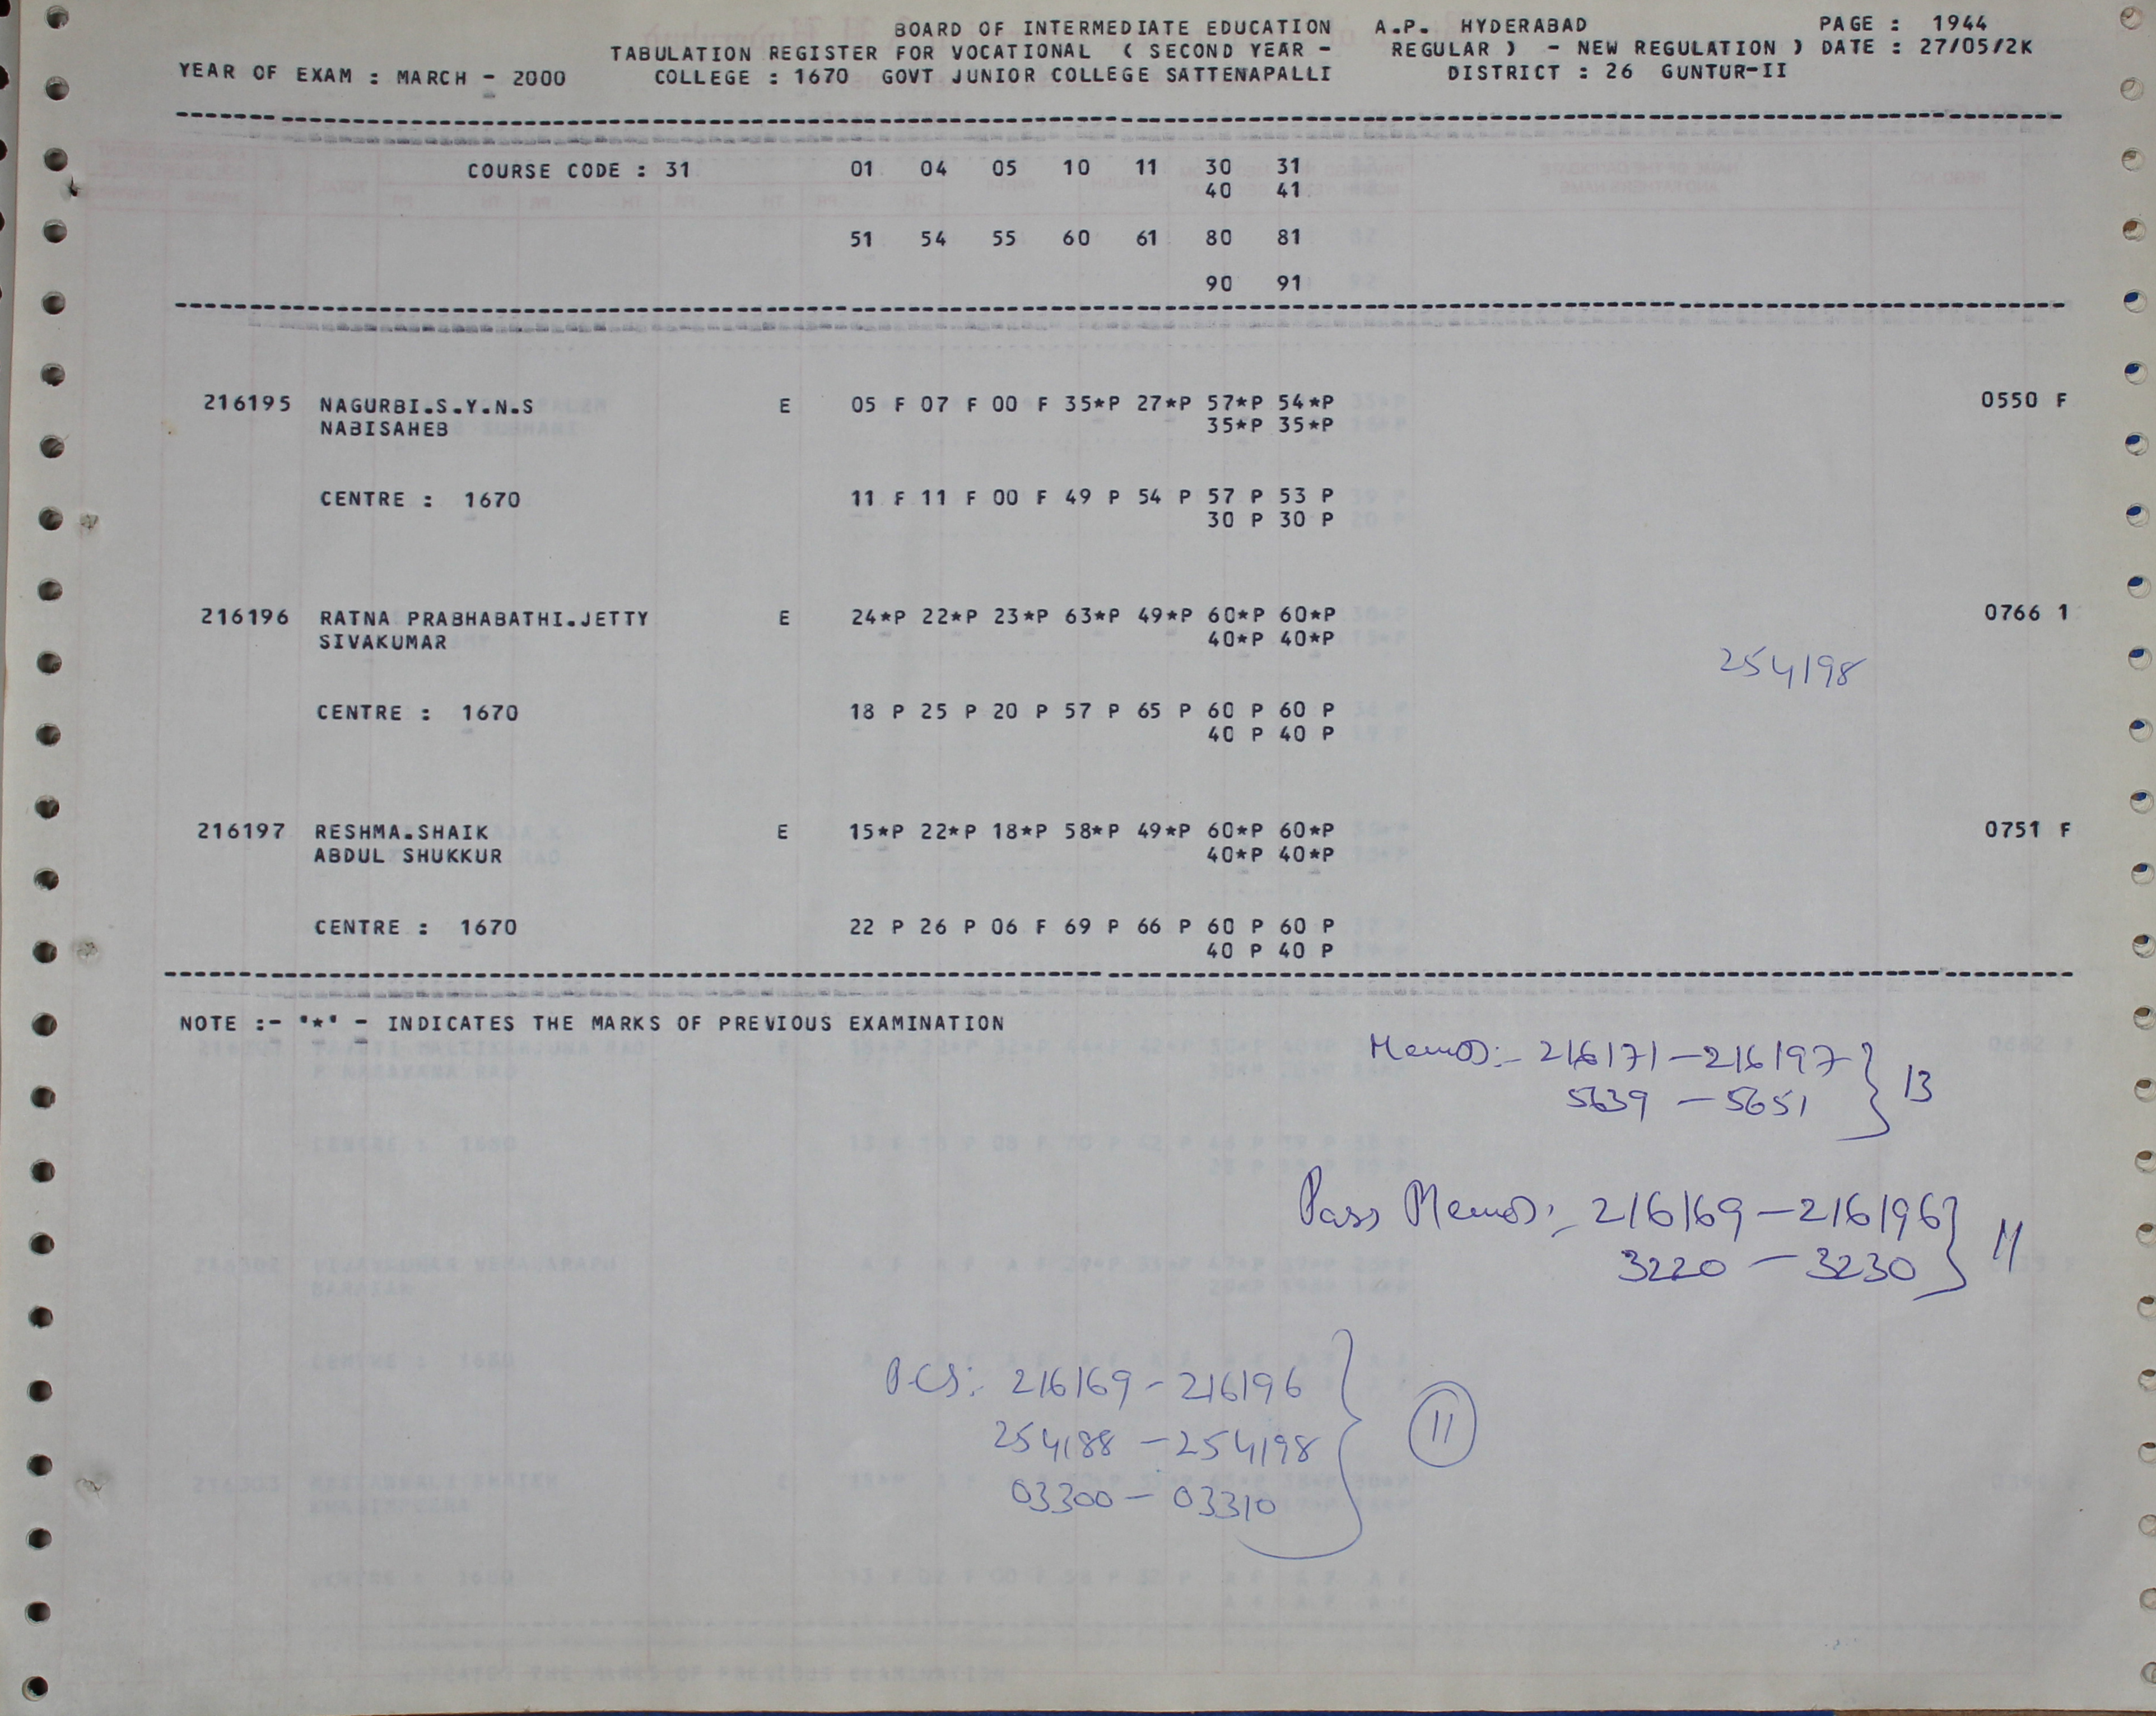 BOARD OF INTERMEDIATE EDUCATION A.P. HYDERABAD PAGE : 1944
TABULATION REGISTER FOR VOCATIONAL ( SECOND YEAR - REGULAR ) - NEW REGULATION ) DATE : 27/05/2K
YEAR OF EXAM : MARCH - 2000 COLLEGE : 1670 GOVT JUNIOR COLLEGE SATTENAPALLI DISTRICT : 26 GUNTUR-II
COURSE CODE : 31 01 04 05 10 11 30 31
40 41
51 54 55 60 61 80 81
90 91
216195 NAGURBI.S.Y.N.S E 05 F 07 F 00 F 35*P 27*P 57*P 54*P 0550 F
NABISAHEB 35*P 35*P
CENTRE : 1670 11 F 11 F 00 F 49 P 54 P 57 P 53 P
30 P 30 P
216196 RATNA PRABHABATHI.JETTY E 24*P 22*P 23*P 63*P 49*P 60*P 60*P 0766 1
SIVAKUMAR 40*P 40*P
254198
CENTRE : 1670 18 P 25 P 20 P 57 P 65 P 60 P 60 P
40 P 40 P
216197 RESHMA.SHAIK E 15*P 22*P 18*P 58*P 49*P 60*P 60*P 0751 F
ABDUL SHUKKUR 40*P 40*P
CENTRE : 1670 22 P 26 P 06 F 69 P 66 P 60 P 60 P
40 P 40 P
NOTE :- "*" - INDICATES THE MARKS OF PREVIOUS EXAMINATION
Memos:- 216171-216197 } 13
5639 - 5651
Pass Memos:- 216169-216196 } 11
3220 - 3230
PCS: 216169-216196
254188-254198 } 11
03300-03310